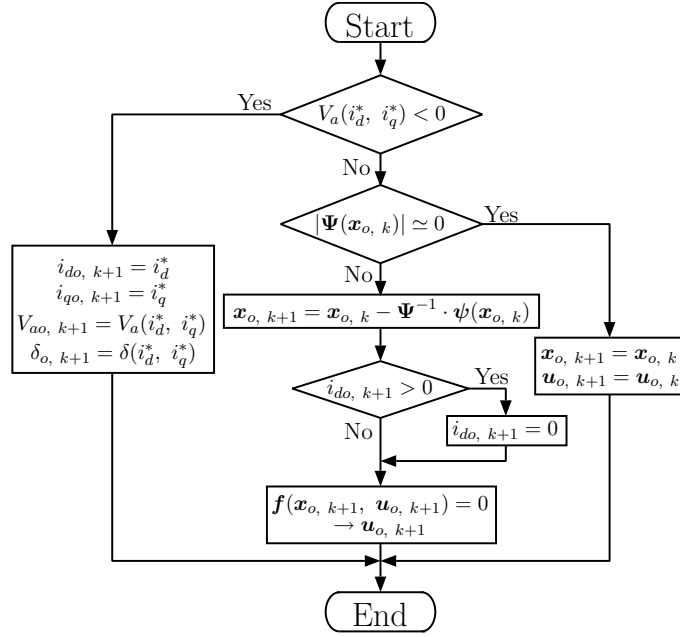 Start
Yes
V_a(i_d^*, i_q^*) < 0
No
|Ψ(x_{o, k})| ≃ 0
Yes
i_{do, k+1} = i_d^*
i_{qo, k+1} = i_q^*
V_{ao, k+1} = V_a(i_d^*, i_q^*)
δ_{o, k+1} = δ(i_d^*, i_q^*)
No
x_{o, k+1} = x_{o, k} − Ψ^{−1} · ψ(x_{o, k})
x_{o, k+1} = x_{o, k}
u_{o, k+1} = u_{o, k}
i_{do, k+1} > 0
Yes
No
i_{do, k+1} = 0
f(x_{o, k+1}, u_{o, k+1}) = 0
→ u_{o, k+1}
End